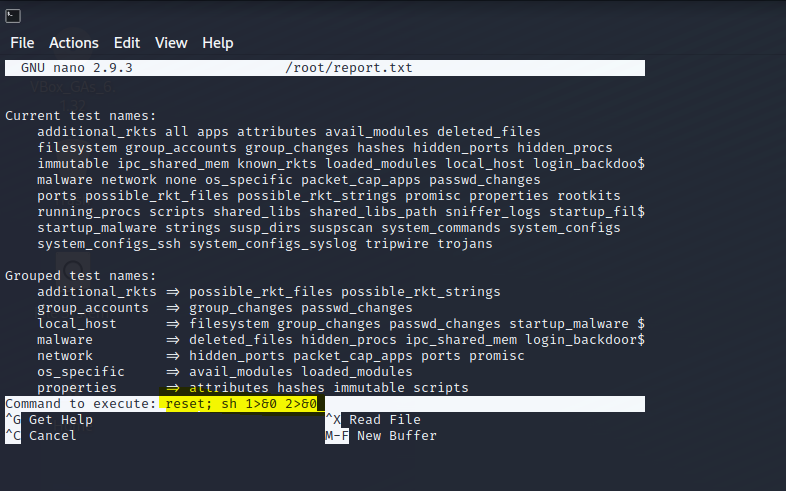 File Actions Edit View Help
GNU nano 2.9.3 /root/report.txt
Current test names:
additional_rkts all apps attributes avail_modules deleted_files
filesystem group_accounts group_changes hashes hidden_ports hidden_procs
immutable ipc_shared_mem known_rkts loaded_modules local_host login_backdoo$
malware network none os_specific packet_cap_apps passwd_changes
ports possible_rkt_files possible_rkt_strings promisc properties rootkits
running_procs scripts shared_libs shared_libs_path sniffer_logs startup_fil$
startup_malware strings susp_dirs suspscan system_commands system_configs
system_configs_ssh system_configs_syslog tripwire trojans
Grouped test names:
additional_rkts => possible_rkt_files possible_rkt_strings
group_accounts => group_changes passwd_changes
local_host => filesystem group_changes passwd_changes startup_malware $
malware => deleted_files hidden_procs ipc_shared_mem login_backdoor$
network => hidden_ports packet_cap_apps ports promisc
os_specific => avail_modules loaded_modules
properties => attributes hashes immutable scripts
Command to execute: reset; sh 1>&0 2>&0
^G Get Help ^X Read File
^C Cancel M-F New Buffer